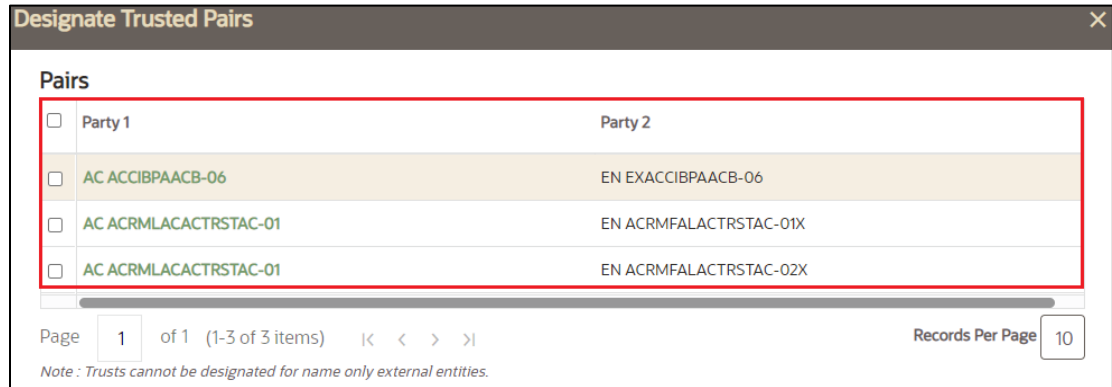 Designate Trusted Pairs
Pairs
Party 1 Party 2
AC ACCIBPAACB-06 EN EXACCIBPAACB-06
AC ACRMLACACTRSTAC-01 EN ACRMFALACTRSTAC-01X
AC ACRMLACACTRSTAC-01 EN ACRMFALACTRSTAC-02X
Page 1 of 1 (1-3 of 3 items) Records Per Page 10
Note : Trusts cannot be designated for name only external entities.